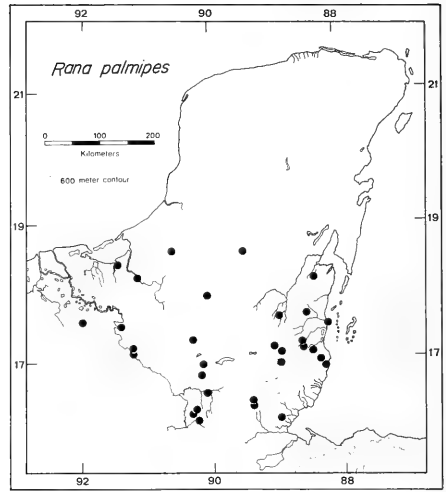 92 90 88
Rana palmipes
21 21
0 100 200
Kilometers
600 meter contour
19 19
17 17
92 90 88